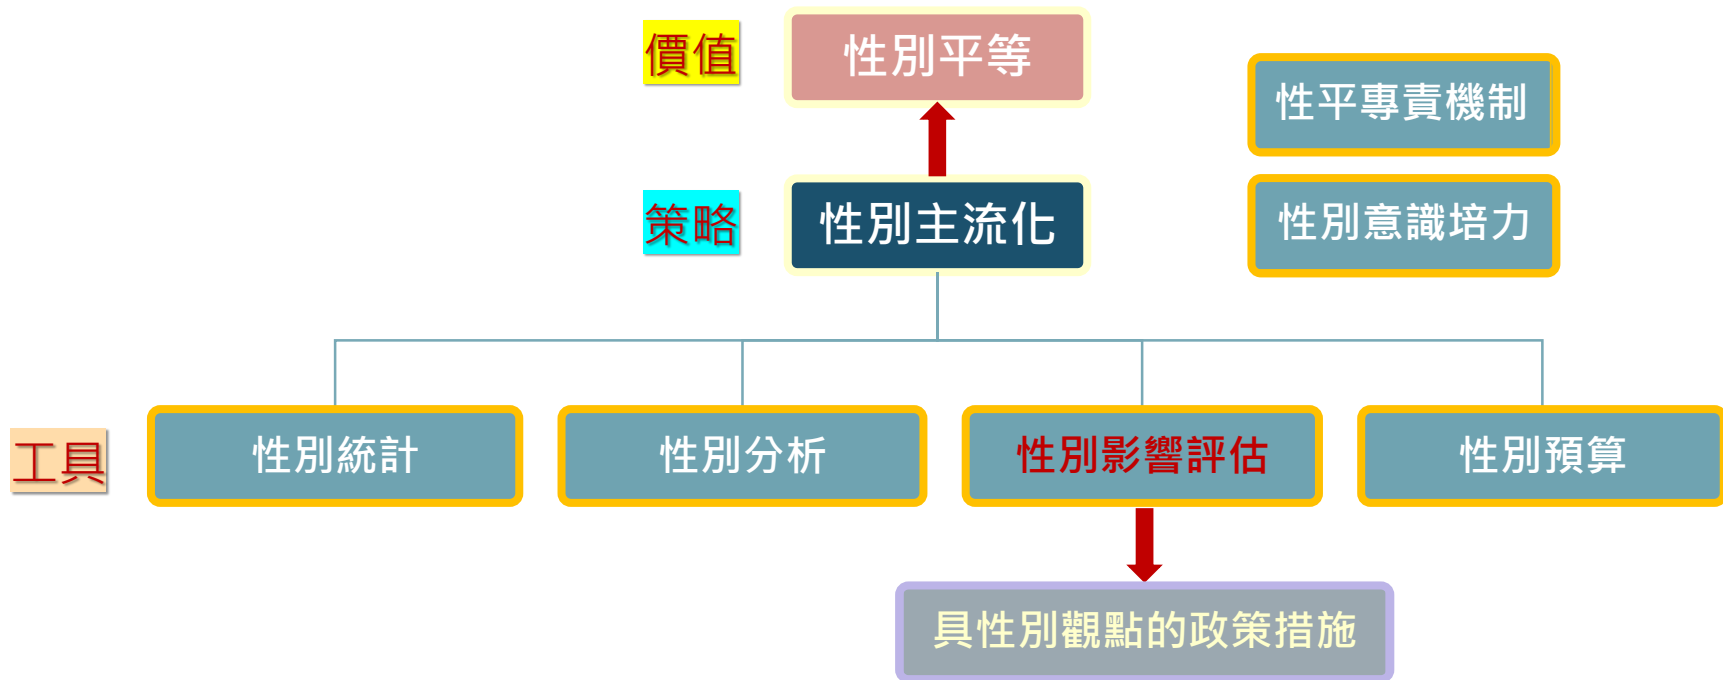 價值
性別平等
性平專責機制
策略
性別主流化
性別意識培力
工具
性別統計
性別分析
性別影響評估
性別預算
具性別觀點的政策措施